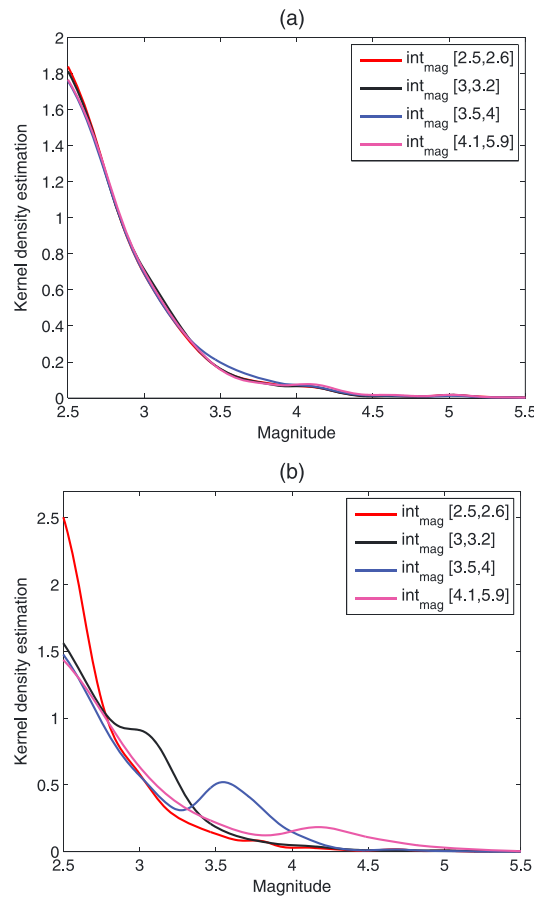 (a)
2
1.8
1.6
1.4
1.2
1
0.8
0.6
0.4
0.2
0
Kernel density estimation
2.5 3 3.5 4 4.5 5 5.5
Magnitude
int_mag [2.5,2.6]
int_mag [3,3.2]
int_mag [3.5,4]
int_mag [4.1,5.9]
(b)
2.5
2
1.5
1
0.5
0
Kernel density estimation
2.5 3 3.5 4 4.5 5 5.5
Magnitude
int_mag [2.5,2.6]
int_mag [3,3.2]
int_mag [3.5,4]
int_mag [4.1,5.9]